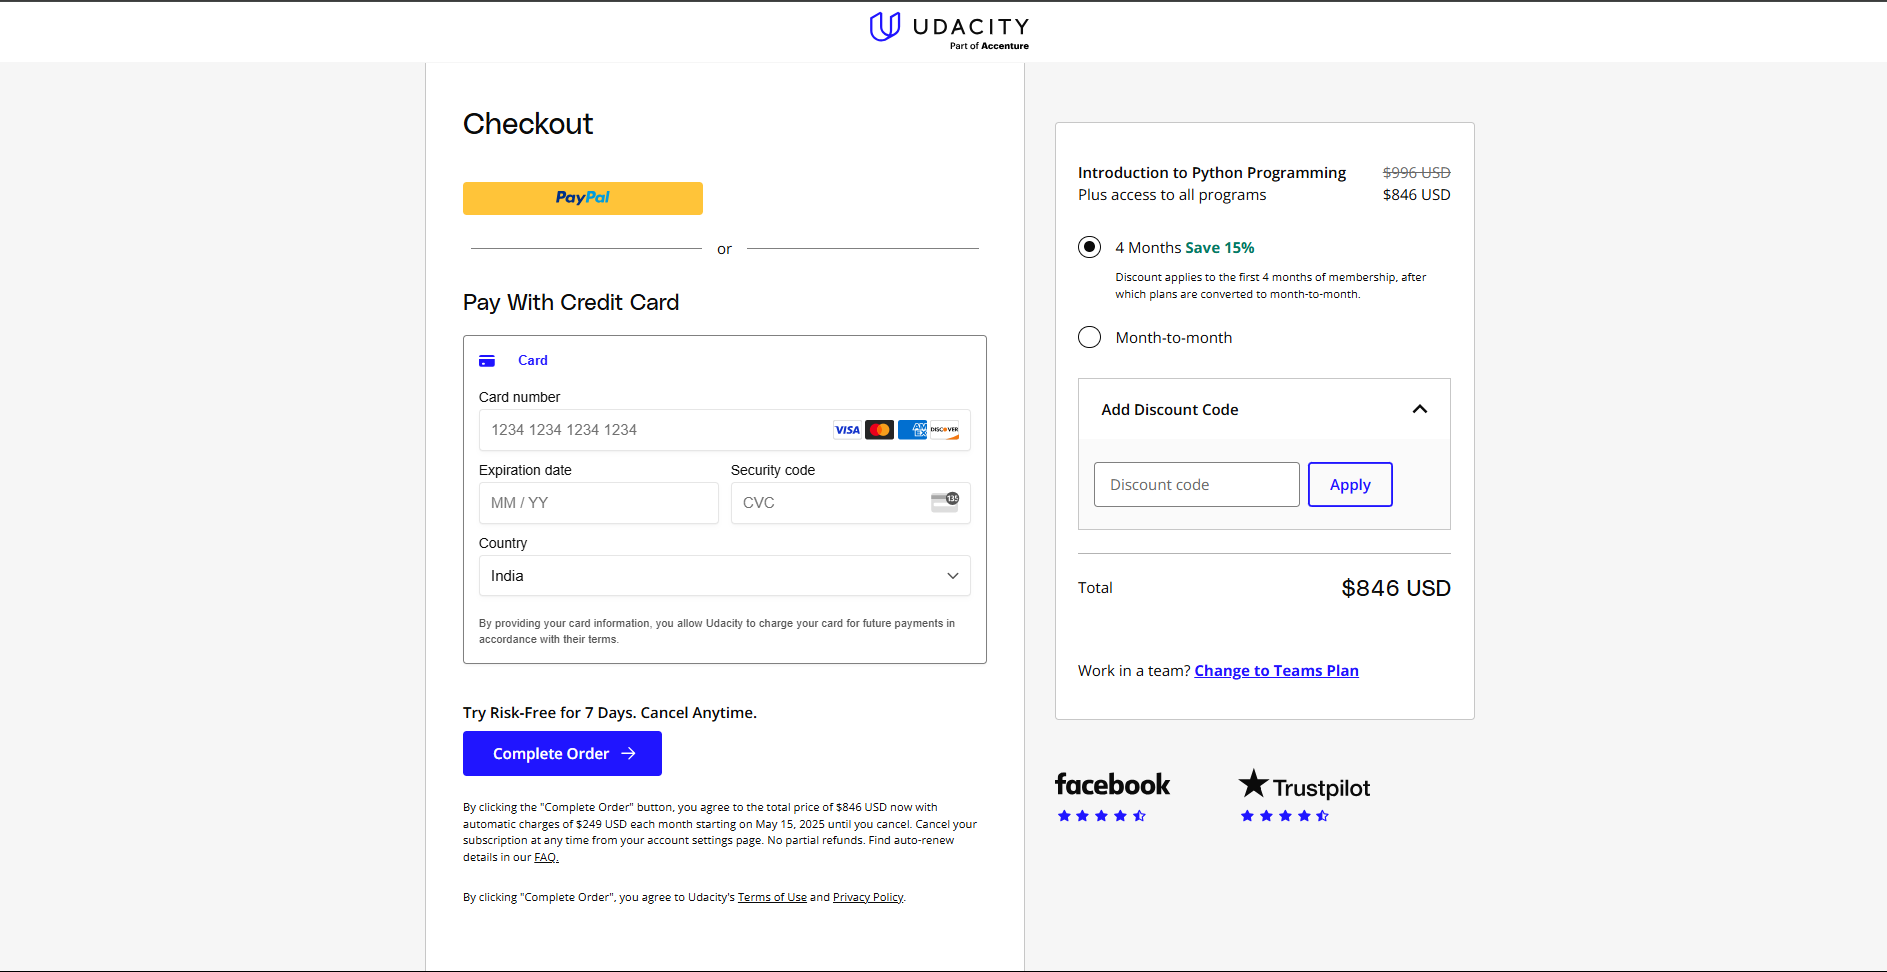 UDACITY
Part of Accenture
Checkout
PayPal
or
Pay With Credit Card
Card
Card number
1234 1234 1234 1234
VISA
AMEX
DISCOVER
Expiration date
Security code
MM / YY
CVC
135
Country
India
By providing your card information, you allow Udacity to charge your card for future payments in
accordance with their terms.
Try Risk-Free for 7 Days. Cancel Anytime.
Complete Order
By clicking the "Complete Order" button, you agree to the total price of $846 USD now with
automatic charges of $249 USD each month starting on May 15, 2025 until you cancel. Cancel your
subscription at any time from your account settings page. No partial refunds. Find auto-renew
details in our FAQ.
By clicking "Complete Order", you agree to Udacity's Terms of Use and Privacy Policy.
Introduction to Python Programming
$996 USD
Plus access to all programs
$846 USD
4 Months Save 15%
Discount applies to the first 4 months of membership, after
which plans are converted to month-to-month.
Month-to-month
Add Discount Code
Discount code
Apply
Total
$846 USD
Work in a team? Change to Teams Plan
facebook
Trustpilot